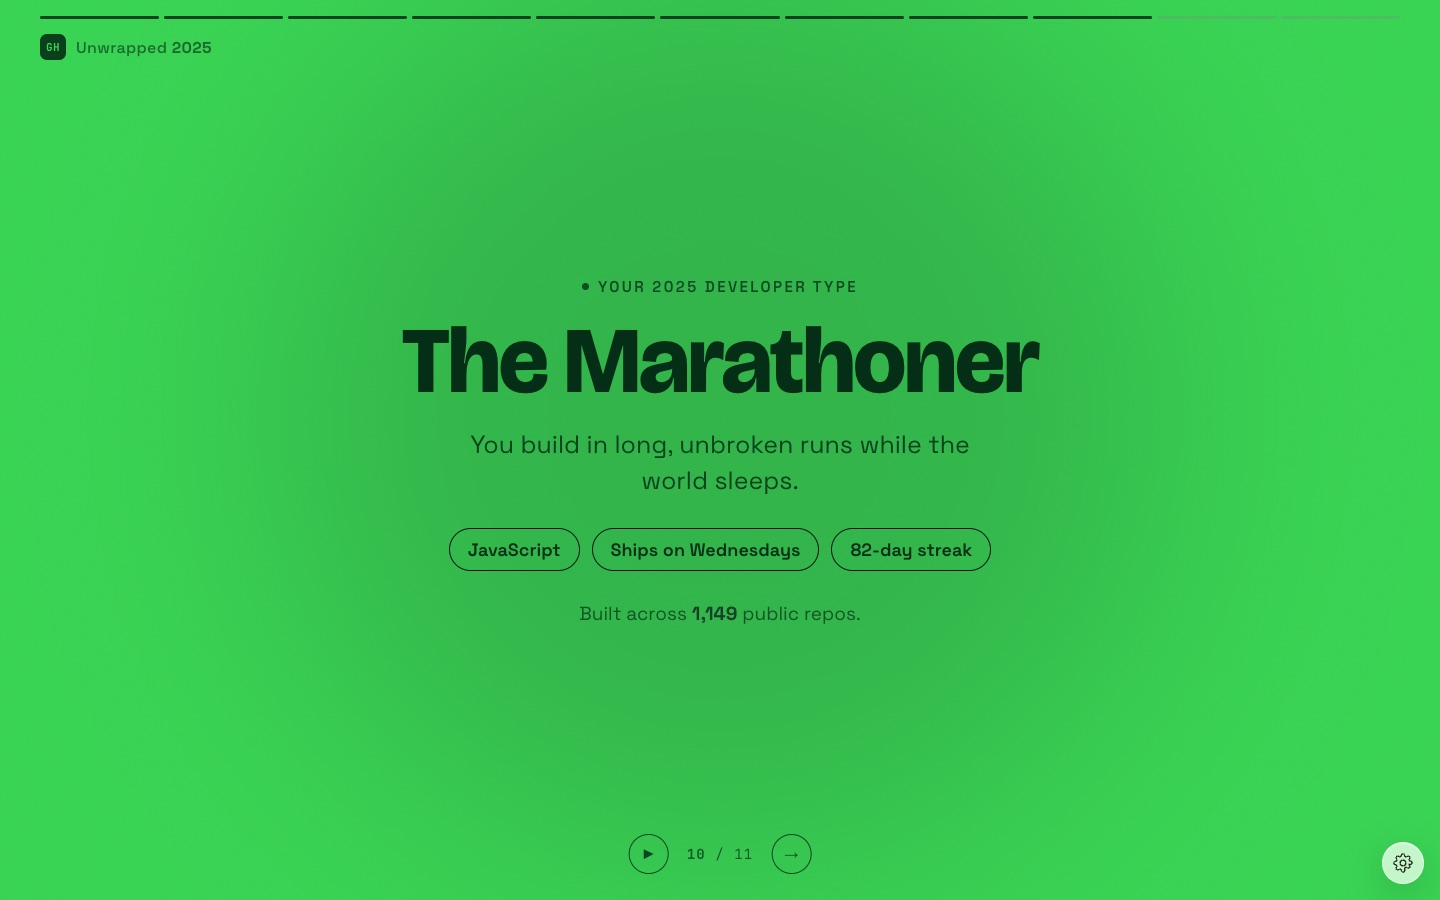 GH
Unwrapped 2025
YOUR 2025 DEVELOPER TYPE
The Marathoner
You build in long, unbroken runs while the
world sleeps.
JavaScript
Ships on Wednesdays
82-day streak
Built across 1,149 public repos.
10 / 11